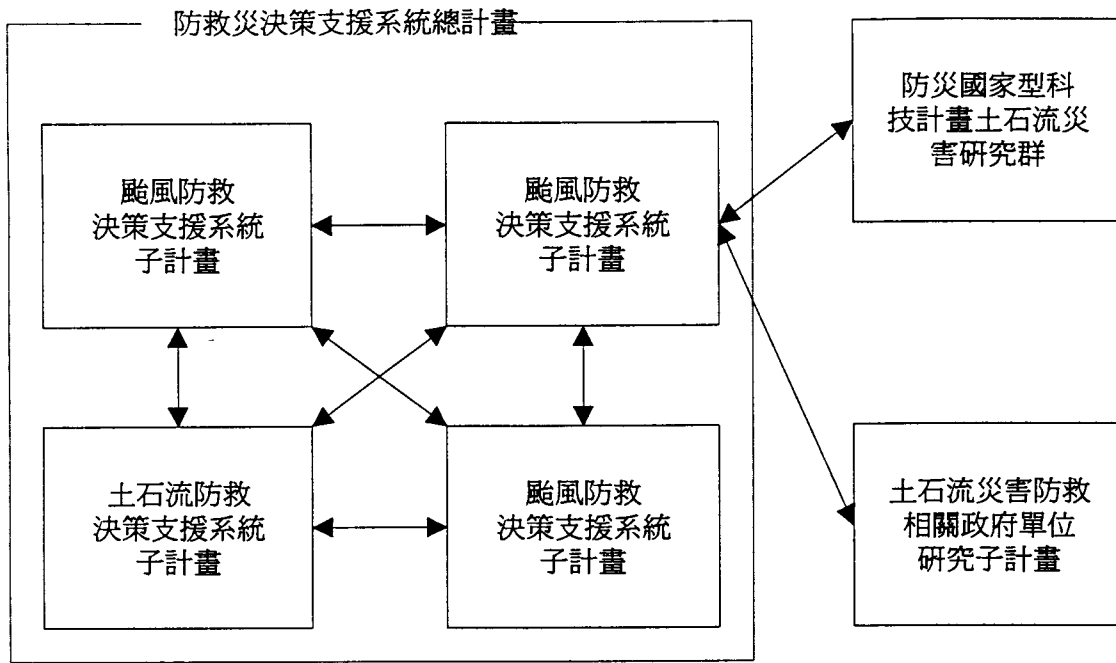 防救災決策支援系統總計畫
颱風防救
決策支援系統
子計畫
颱風防救
決策支援系統
子計畫
防災國家型科
技計畫土石流災
害研究群
土石流防救
決策支援系統
子計畫
颱風防救
決策支援系統
子計畫
土石流災害防救
相關政府單位
研究子計畫